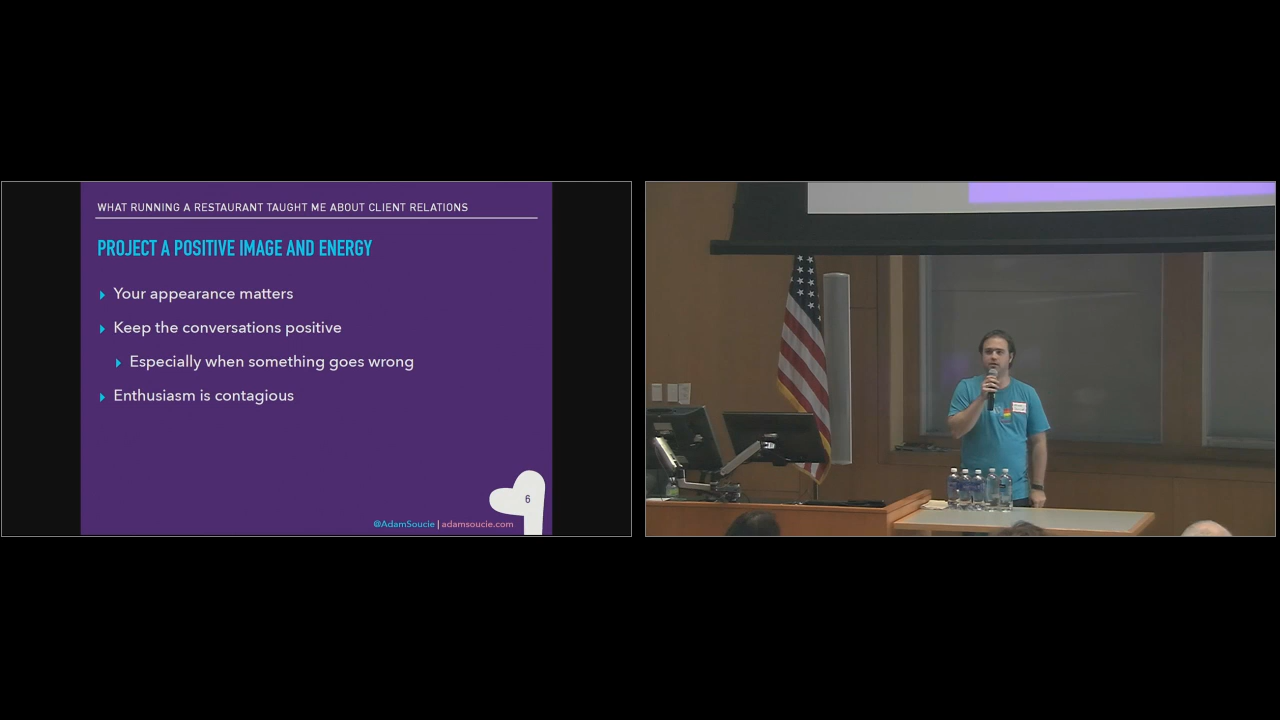 WHAT RUNNING A RESTAURANT TAUGHT ME ABOUT CLIENT RELATIONS
PROJECT A POSITIVE IMAGE AND ENERGY
Your appearance matters
Keep the conversations positive
Especially when something goes wrong
Enthusiasm is contagious
6
@AdamSoucie | adamsoucie.com